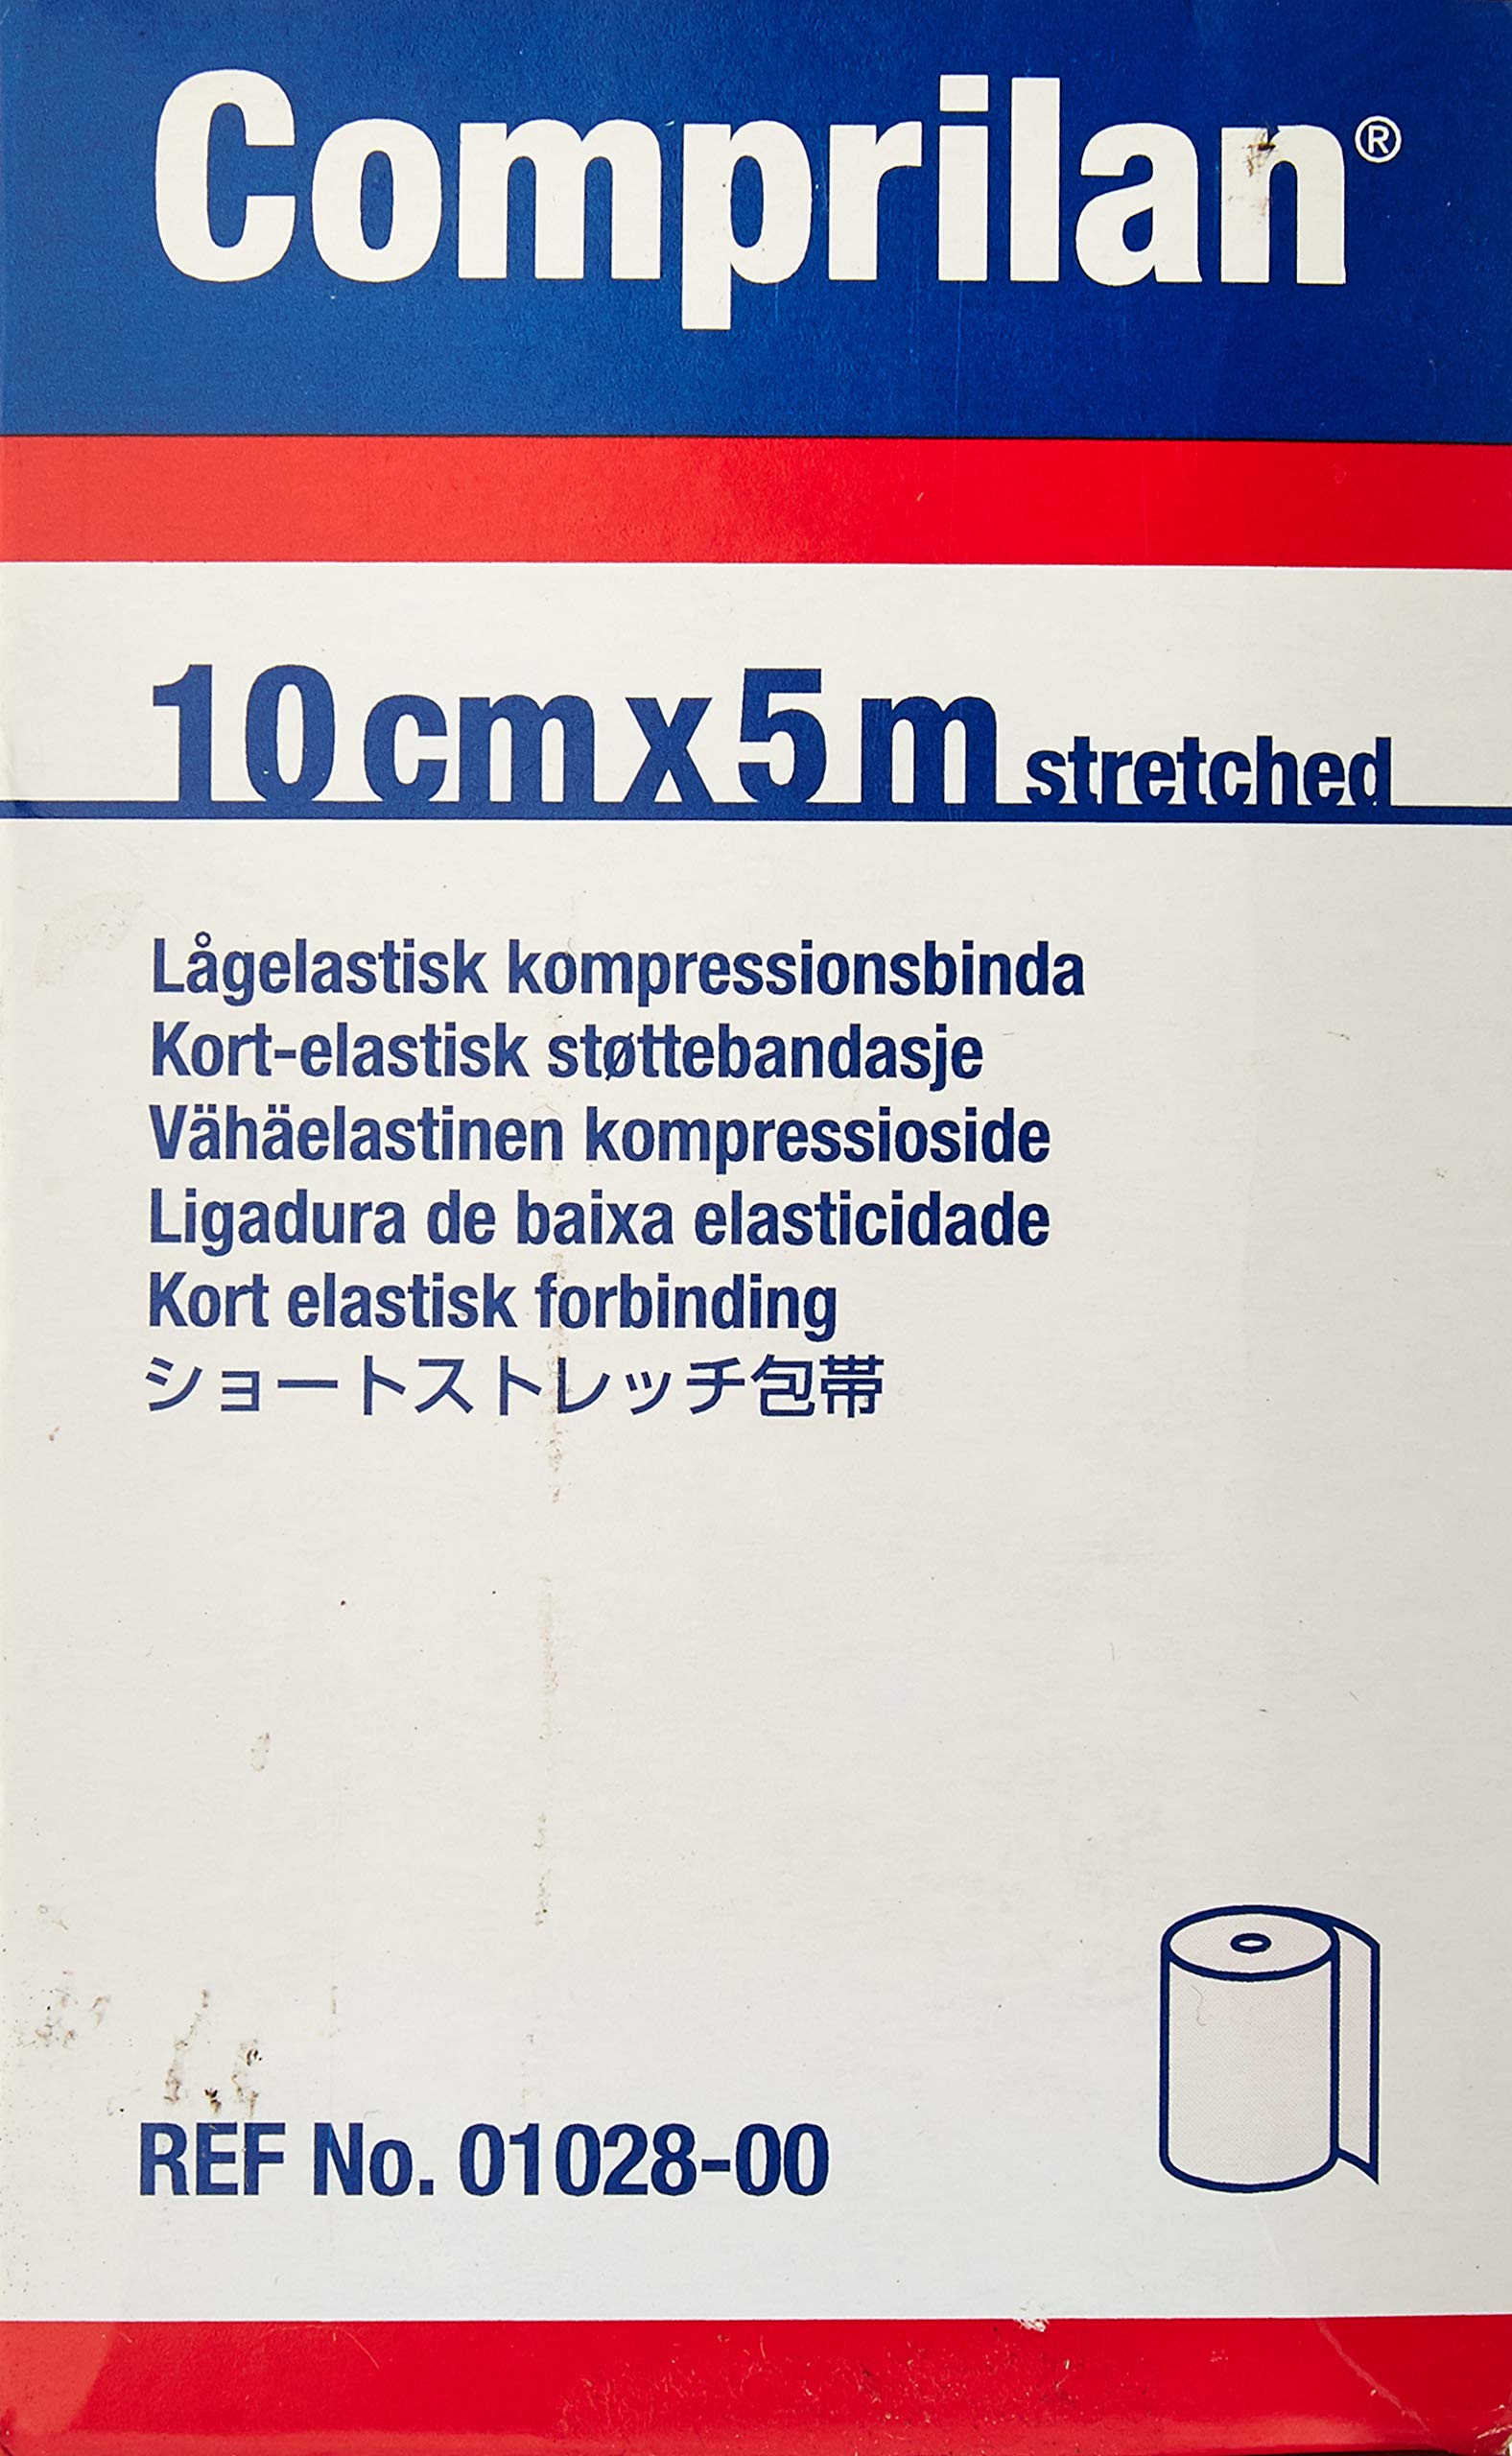 Comprilan®
10 cm x 5 m stretched
Lågelastisk kompressionsbinda
Kort-elastisk støttebandasje
Vähäelastinen kompressioside
Ligadura de baixa elasticidade
Kort elastisk forbinding
ショートストレッチ包帯
REF No. 01028-00